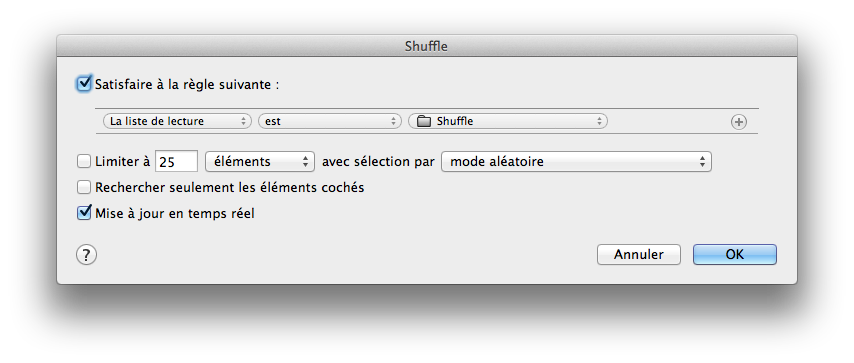 Shuffle
Satisfaire à la règle suivante :
La liste de lecture est Shuffle
Limiter à 25 éléments avec sélection par mode aléatoire
Rechercher seulement les éléments cochés
Mise à jour en temps réel
? Annuler OK